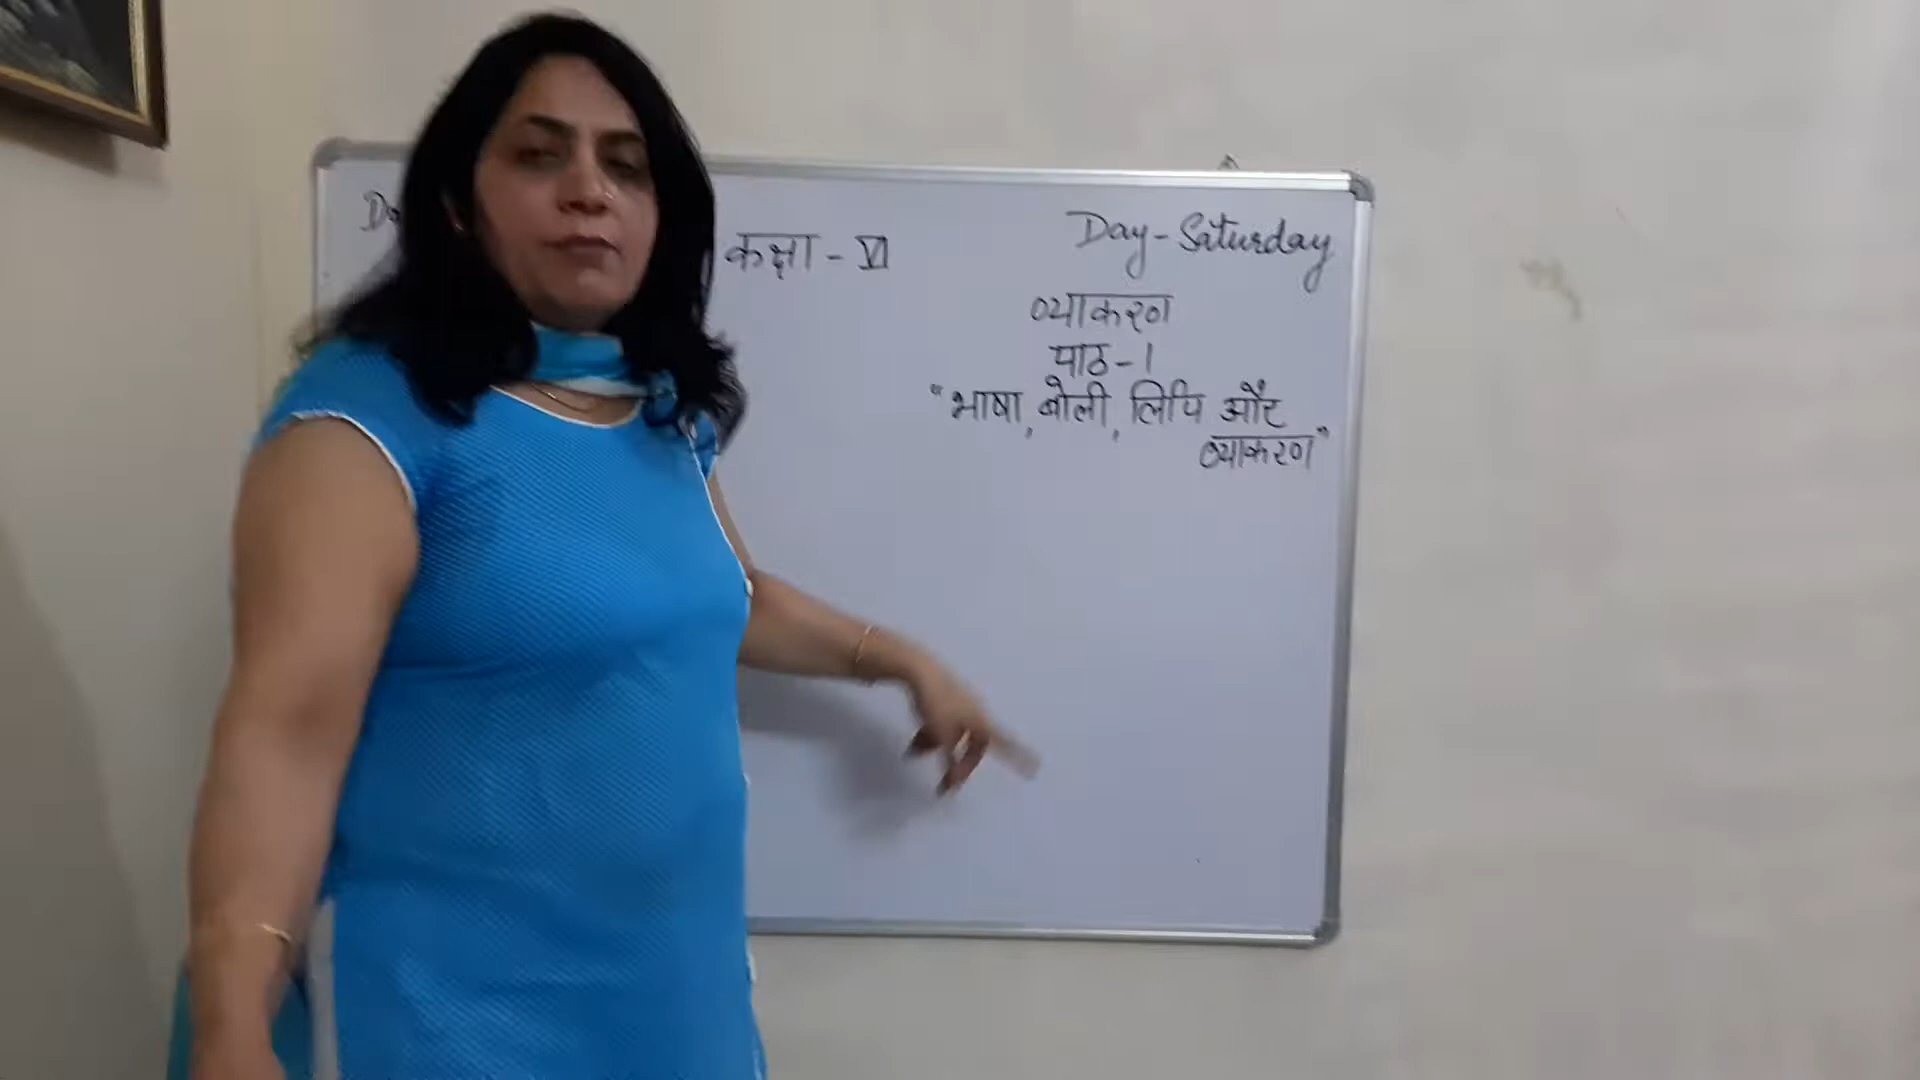 कक्षा - VI
Day - Saturday
व्याकरण
पाठ - 1
"भाषा, बोली, लिपि और
व्याकरण"